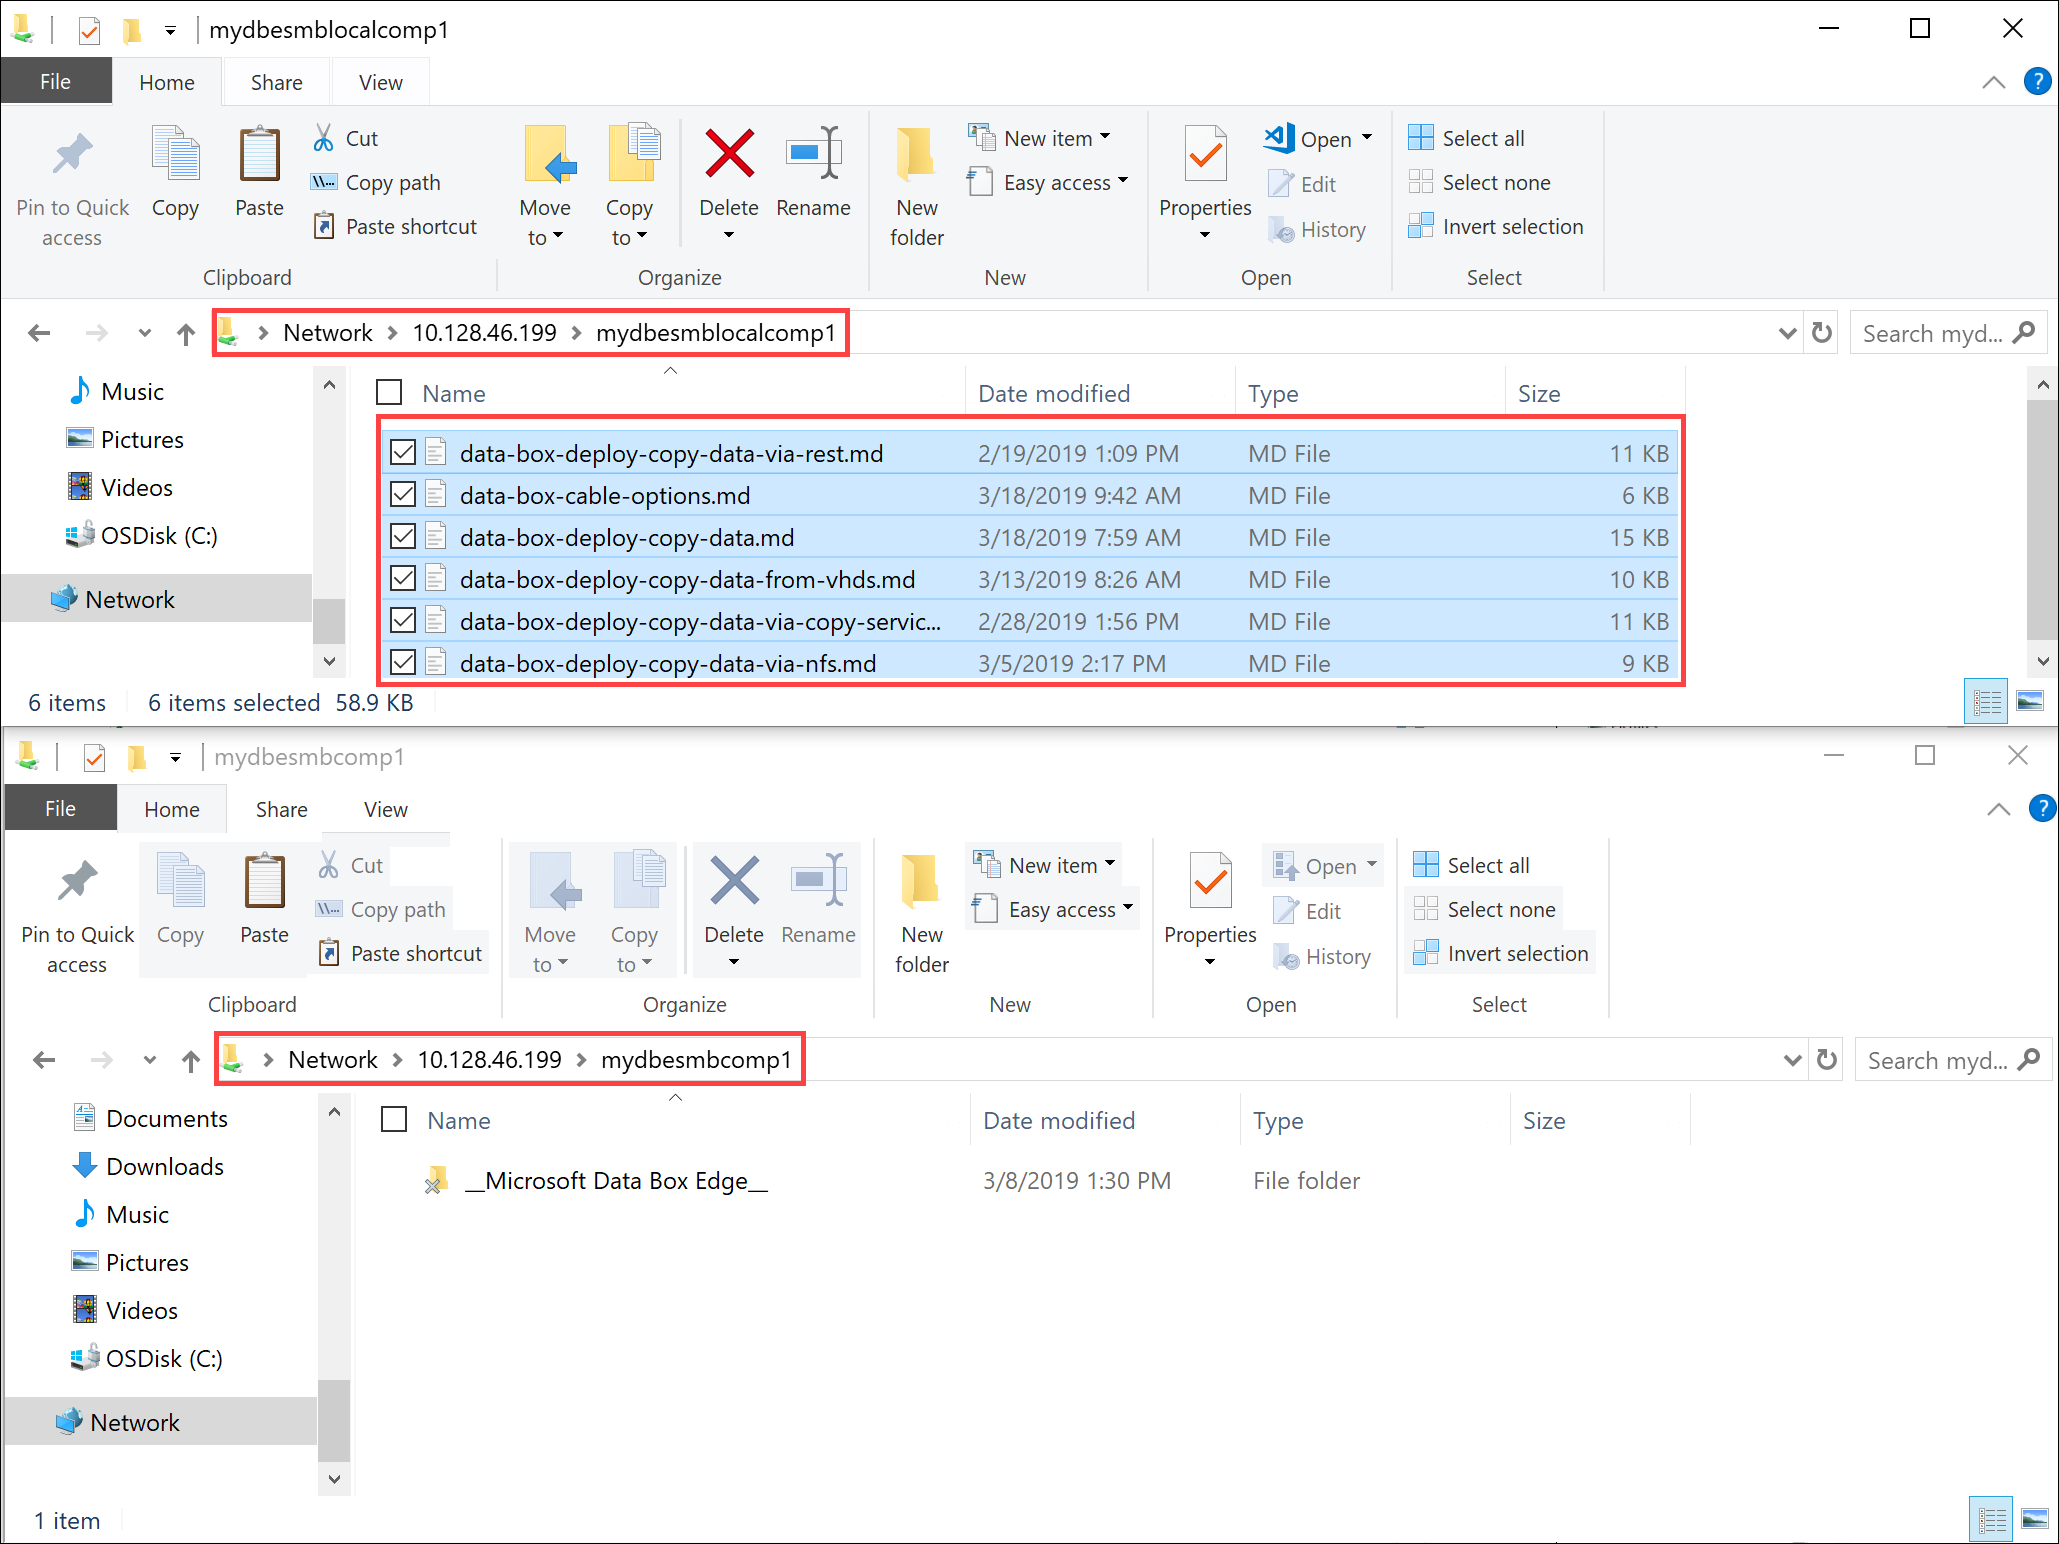 mydbesmblocalcomp1
File Home Share View
?
Pin to Quick access
Copy
Paste
Cut
Copy path
Paste shortcut
Clipboard
Move to
Copy to
Delete
Rename
Organize
New folder
New item
Easy access
New
Properties
Open
Edit
History
Open
Select all
Select none
Invert selection
Select
Network 10.128.46.199 mydbesmblocalcomp1
Search myd...
Music
Pictures
Videos
OSDisk (C:)
Network
Name Date modified Type Size
data-box-deploy-copy-data-via-rest.md 2/19/2019 1:09 PM MD File 11 KB
data-box-cable-options.md 3/18/2019 9:42 AM MD File 6 KB
data-box-deploy-copy-data.md 3/18/2019 7:59 AM MD File 15 KB
data-box-deploy-copy-data-from-vhds.md 3/13/2019 8:26 AM MD File 10 KB
data-box-deploy-copy-data-via-copy-servic... 2/28/2019 1:56 PM MD File 11 KB
data-box-deploy-copy-data-via-nfs.md 3/5/2019 2:17 PM MD File 9 KB
6 items 6 items selected 58.9 KB
mydbesmbcomp1
File Home Share View
?
Pin to Quick access
Copy
Paste
Cut
Copy path
Paste shortcut
Clipboard
Move to
Copy to
Delete
Rename
Organize
New folder
New item
Easy access
New
Properties
Open
Edit
History
Open
Select all
Select none
Invert selection
Select
Network 10.128.46.199 mydbesmbcomp1
Search myd...
Documents
Downloads
Music
Pictures
Videos
OSDisk (C:)
Network
Name Date modified Type Size
__Microsoft Data Box Edge__ 3/8/2019 1:30 PM File folder
1 item